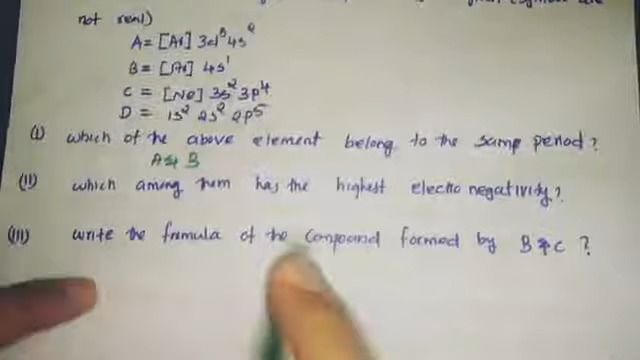 not real)
A = [Ar] 3d⁸ 4s²
B = [Ar] 4s¹
C = [Ne] 3s² 3p⁴
D = 1s² 2s² 2p⁵
(i) which of the above element belong to the same period?
A & B
(ii) which among them has the highest electro negativity?
(iii) write the formula of the compound formed by B & C ?